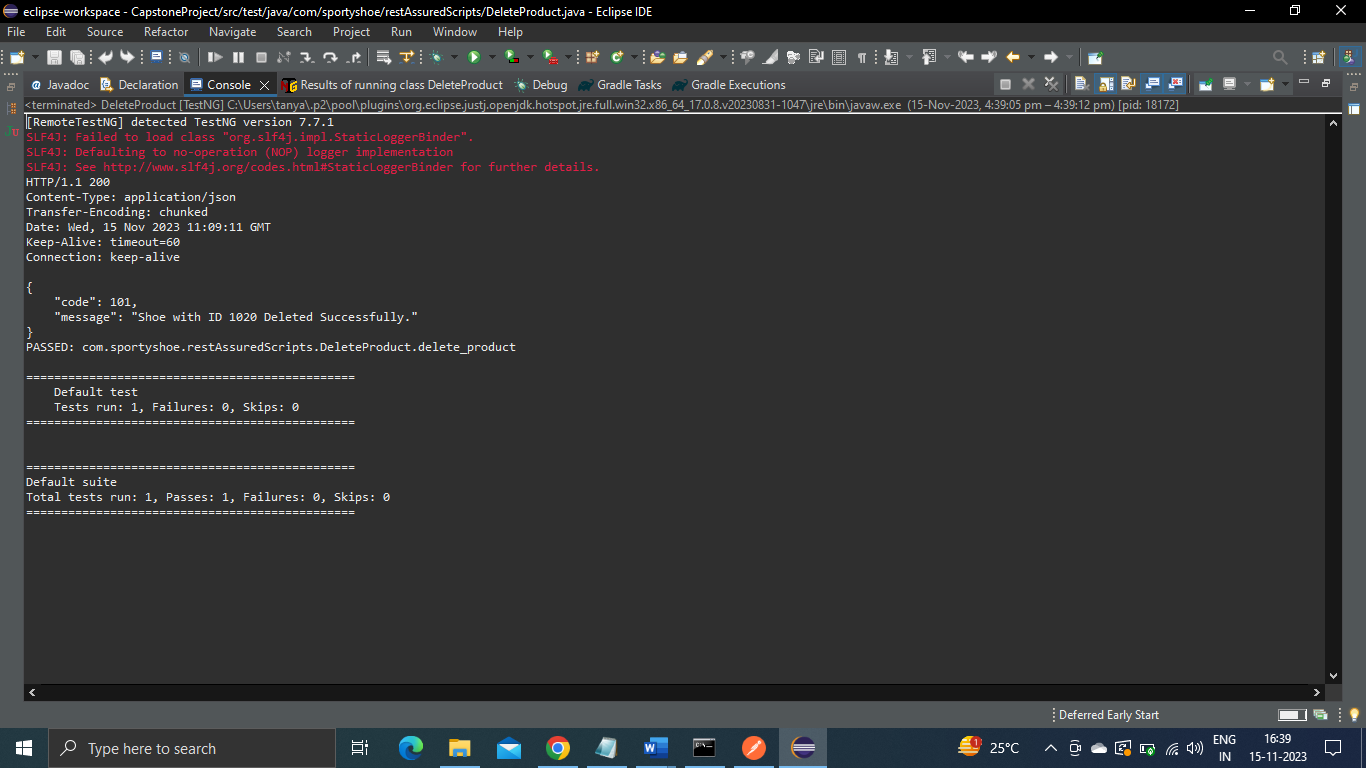 eclipse-workspace - CapstoneProject/src/test/java/com/sportyshoe/restAssuredScripts/DeleteProduct.java - Eclipse IDE
File Edit Source Refactor Navigate Search Project Run Window Help
@ Javadoc Declaration Console Results of running class DeleteProduct Debug Gradle Tasks Gradle Executions
<terminated> DeleteProduct [TestNG] C:\Users\tanya\.p2\pool\plugins\org.eclipse.justj.openjdk.hotspot.jre.full.win32.x86_64_17.0.8.v20230831-1047\jre\bin\javaw.exe (15-Nov-2023, 4:39:05 pm – 4:39:12 pm) [pid: 18172]
[RemoteTestNG] detected TestNG version 7.7.1
SLF4J: Failed to load class "org.slf4j.impl.StaticLoggerBinder".
SLF4J: Defaulting to no-operation (NOP) logger implementation
SLF4J: See http://www.slf4j.org/codes.html#StaticLoggerBinder for further details.
HTTP/1.1 200
Content-Type: application/json
Transfer-Encoding: chunked
Date: Wed, 15 Nov 2023 11:09:11 GMT
Keep-Alive: timeout=60
Connection: keep-alive
{
    "code": 101,
    "message": "Shoe with ID 1020 Deleted Successfully."
}
PASSED: com.sportyshoe.restAssuredScripts.DeleteProduct.delete_product
===============================================
    Default test
    Tests run: 1, Failures: 0, Skips: 0
===============================================
===============================================
Default suite
Total tests run: 1, Passes: 1, Failures: 0, Skips: 0
===============================================
Deferred Early Start
Type here to search
1
25°C
ENG
IN
16:39
15-11-2023